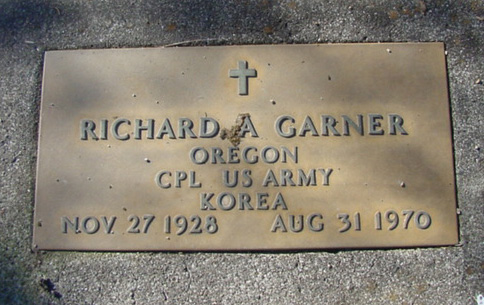 RICHARD A GARNER
OREGON
CPL US ARMY
KOREA
NOV 27 1928 AUG 31 1970